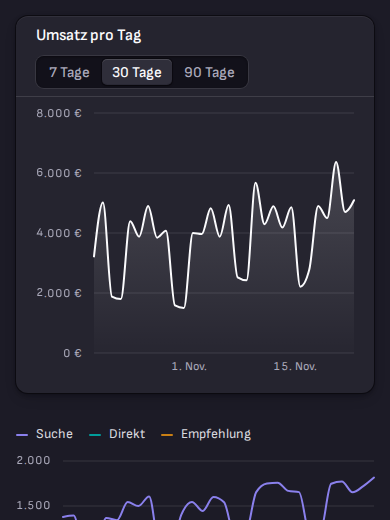 Umsatz pro Tag
7 Tage 30 Tage 90 Tage
8.000 €
6.000 €
4.000 €
2.000 €
0 €
1. Nov. 15. Nov.
Suche Direkt Empfehlung
2.000
1.500